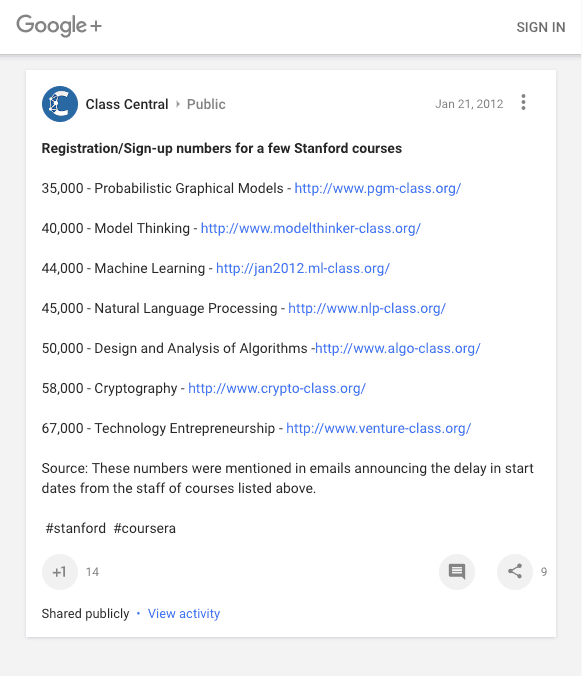 Google+
SIGN IN
Class Central ‣ Public
Jan 21, 2012
Registration/Sign-up numbers for a few Stanford courses
35,000 - Probabilistic Graphical Models - http://www.pgm-class.org/
40,000 - Model Thinking - http://www.modelthinker-class.org/
44,000 - Machine Learning - http://jan2012.ml-class.org/
45,000 - Natural Language Processing - http://www.nlp-class.org/
50,000 - Design and Analysis of Algorithms -http://www.algo-class.org/
58,000 - Cryptography - http://www.crypto-class.org/
67,000 - Technology Entrepreneurship - http://www.venture-class.org/
Source: These numbers were mentioned in emails announcing the delay in start
dates from the staff of courses listed above.
#stanford #coursera
+1 14
9
Shared publicly • View activity